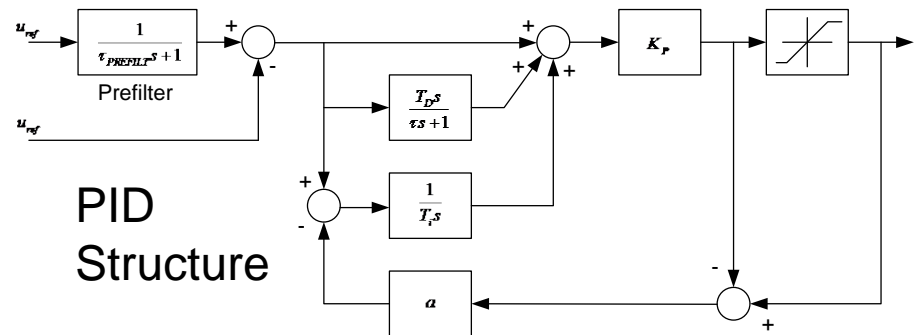 u_ref
1
τ_PREFILT s+1
Prefilter
+
-
u_ref
+
+
+
K_P
T_D s
τs+1
+
-
1
T_i s
a
-
+
PID
Structure